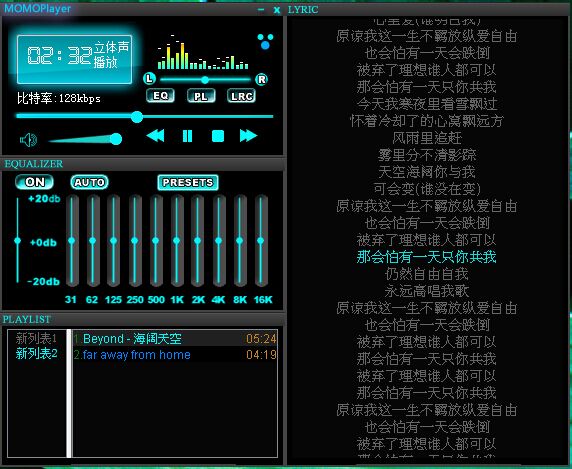 MOMOPlayer
02:32
立体声
播放
比特率:128kbps
L
R
EQ PL LRC
EQUALIZER
ON AUTO PRESETS
+20db
+0db
-20db
31 62 125 250 500 1K 2K 4K 8K 16K
PLAYLIST
新列表1
新列表2
1.Beyond - 海阔天空 05:24
2.far away from home 04:19
LYRIC
原谅我这一生不羁放纵爱自由
也会怕有一天会跌倒
被弃了理想谁人都可以
那会怕有一天只你共我
今天我寒夜里看雪飘过
怀着冷却了的心窝飘远方
风雨里追赶
雾里分不清影踪
天空海阔你与我
可会变(谁没在变)
原谅我这一生不羁放纵爱自由
也会怕有一天会跌倒
被弃了理想谁人都可以
那会怕有一天只你共我
仍然自由自我
永远高唱我歌
原谅我这一生不羁放纵爱自由
也会怕有一天会跌倒
被弃了理想谁人都可以
那会怕有一天只你共我
被弃了理想谁人都可以
那会怕有一天只你共我
原谅我这一生不羁放纵爱自由
也会怕有一天会跌倒
被弃了理想谁人都可以
那会怕有一天只你共我